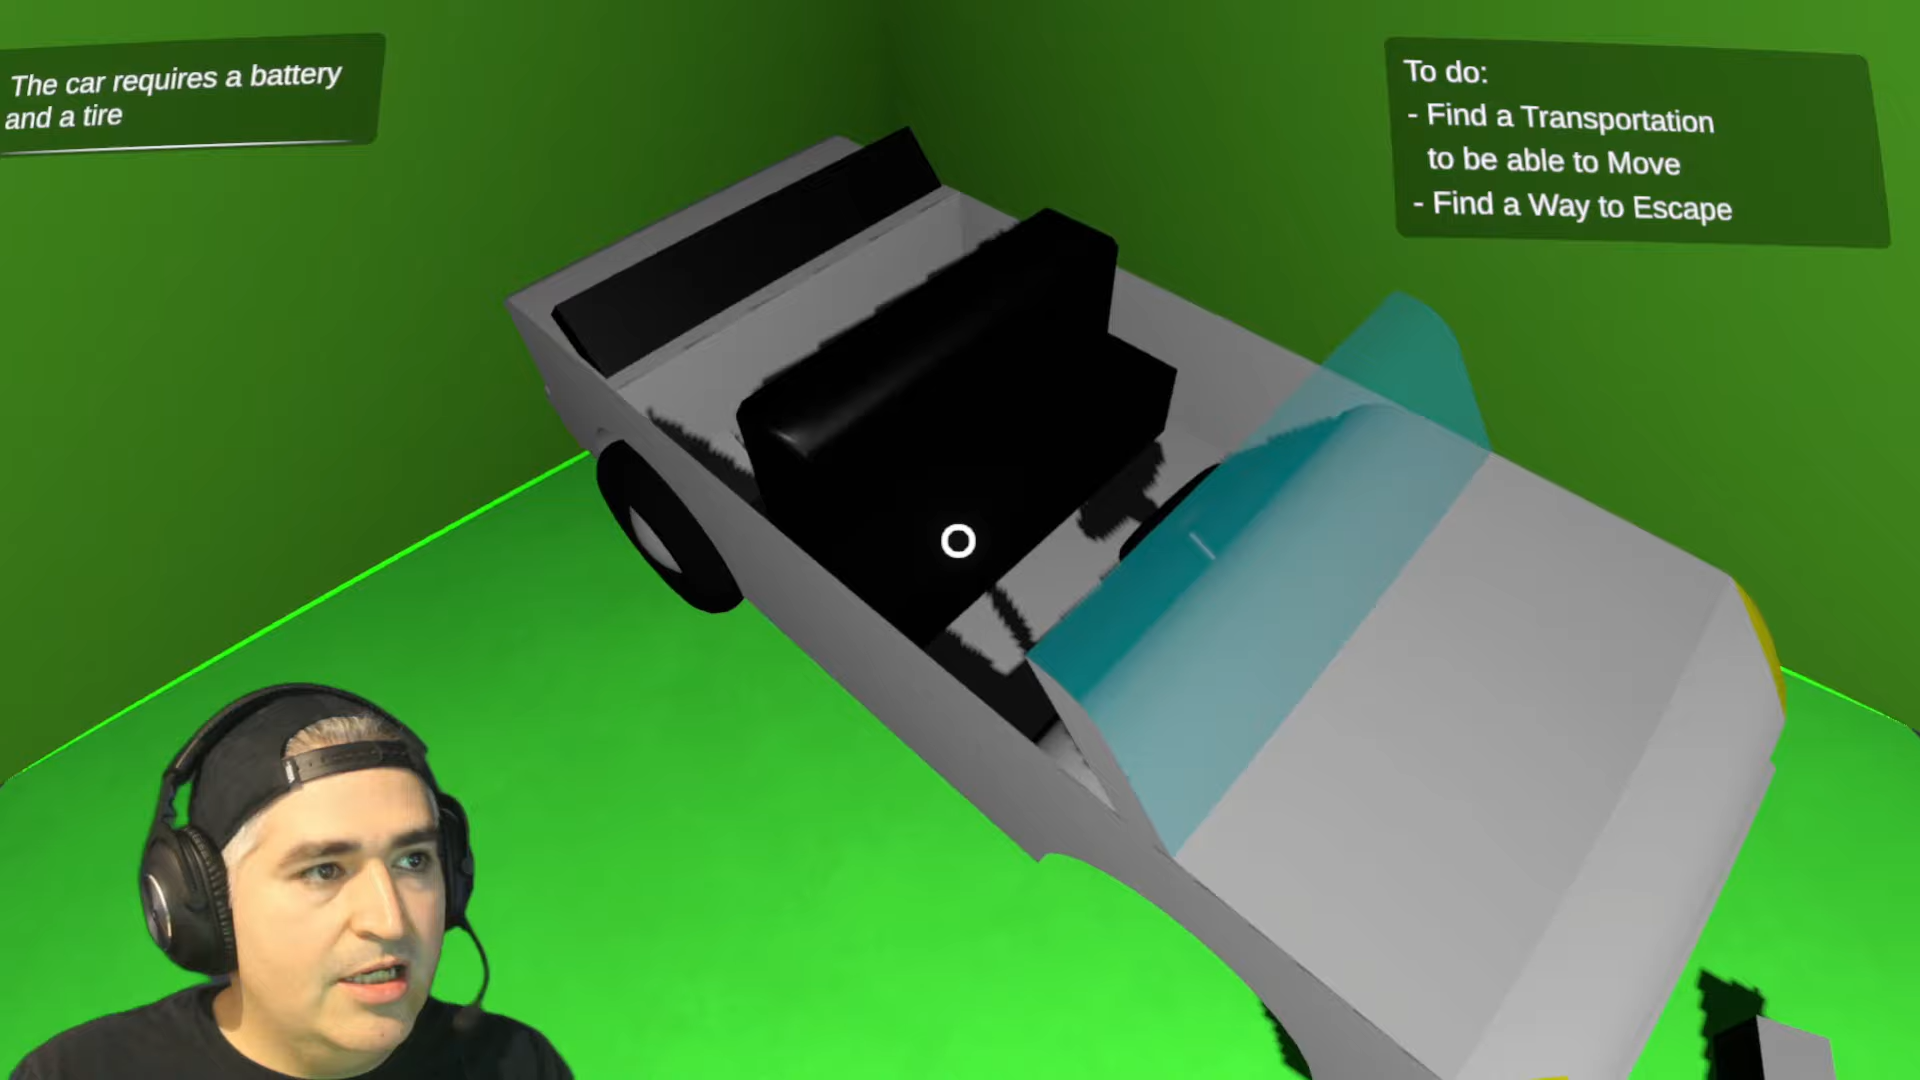 The car requires a battery
and a tire
To do:
- Find a Transportation
to be able to Move
- Find a Way to Escape